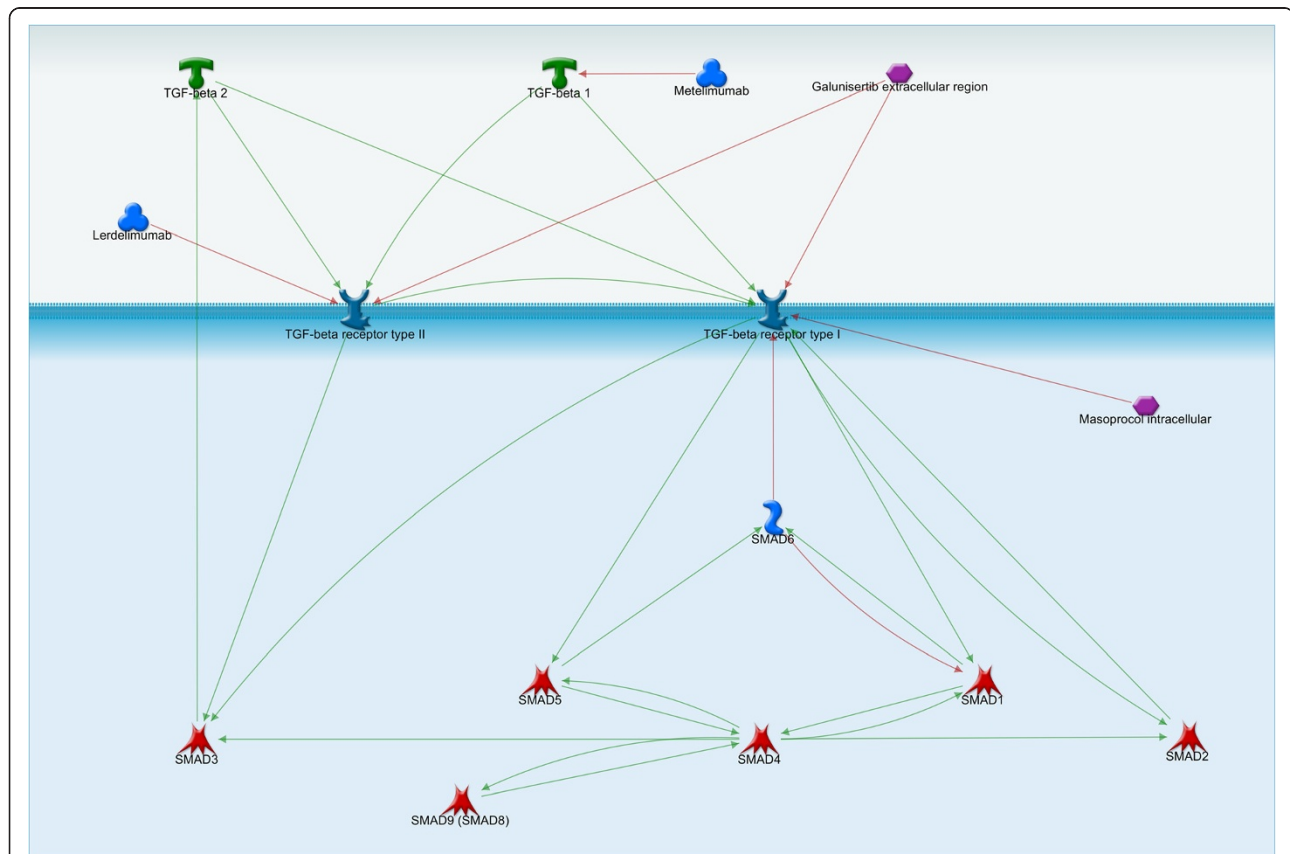 TGF-beta 2
TGF-beta 1
Metelimumab
Galunisertib extracellular region
Lerdelimumab
TGF-beta receptor type II
TGF-beta receptor type I
Masoprocol intracellular
SMAD6
SMAD5
SMAD1
SMAD3
SMAD4
SMAD2
SMAD9 (SMAD8)